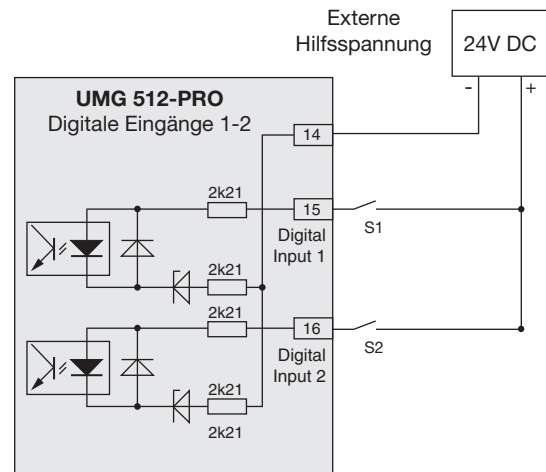 Externe
Hilfsspannung
24V DC
- +
UMG 512-PRO
Digitale Eingänge 1-2
14
2k21
15
S1
Digital
Input 1
2k21
2k21
16
S2
Digital
Input 2
2k21
2k21